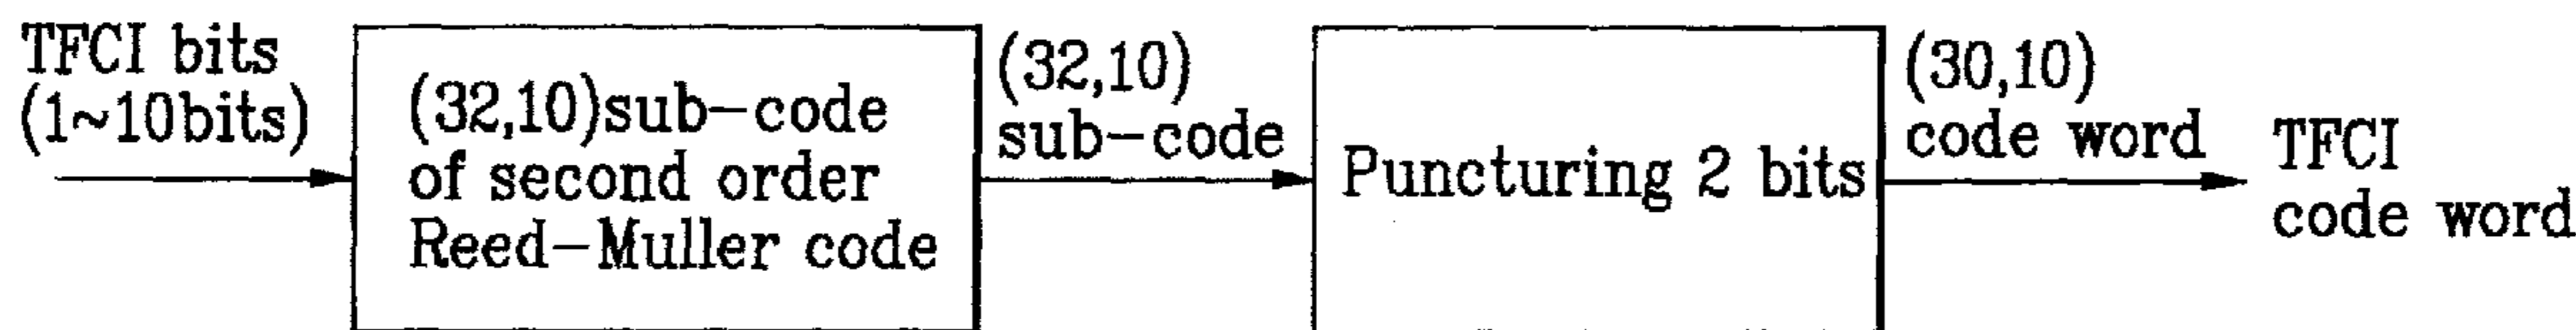 TFCI bits
(1~10bits)
(32,10)sub-code
of second order
Reed-Muller code
(32,10)
sub-code
Puncturing 2 bits
(30,10)
code word
TFCI
code word